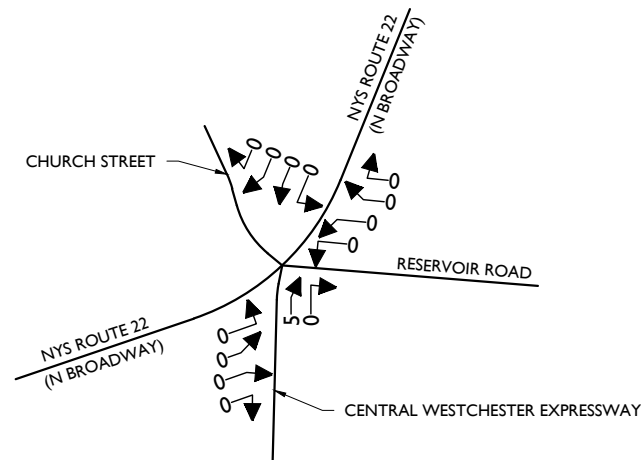 NYS ROUTE 22
(N BROADWAY)
CHURCH STREET
0
0
0
0
0
0
0
0
RESERVOIR ROAD
5
0
NYS ROUTE 22
(N BROADWAY)
0
0
0
0
CENTRAL WESTCHESTER EXPRESSWAY